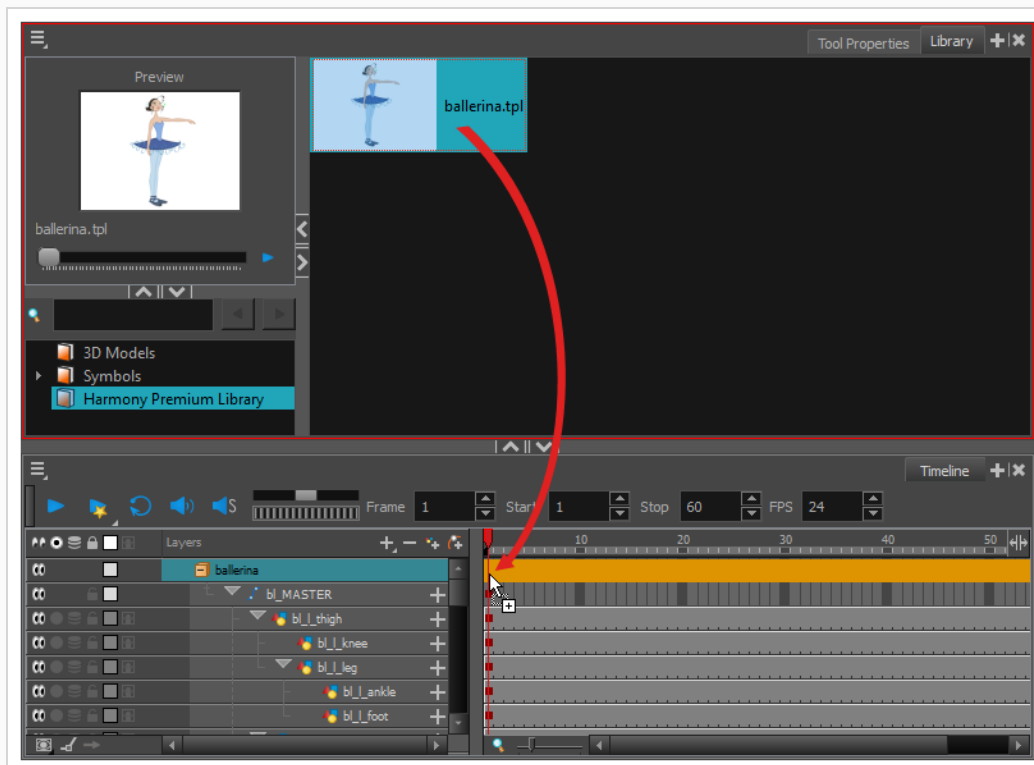 Tool Properties Library
Preview
ballerina.tpl
ballerina.tpl
3D Models
Symbols
Harmony Premium Library
Timeline
S Frame 1 Start 1 Stop 60 FPS 24
Layers 10 20 30 40 50
ballerina
bl_MASTER
bl_l_thigh
bl_l_knee
bl_l_leg
bl_l_ankle
bl_l_foot